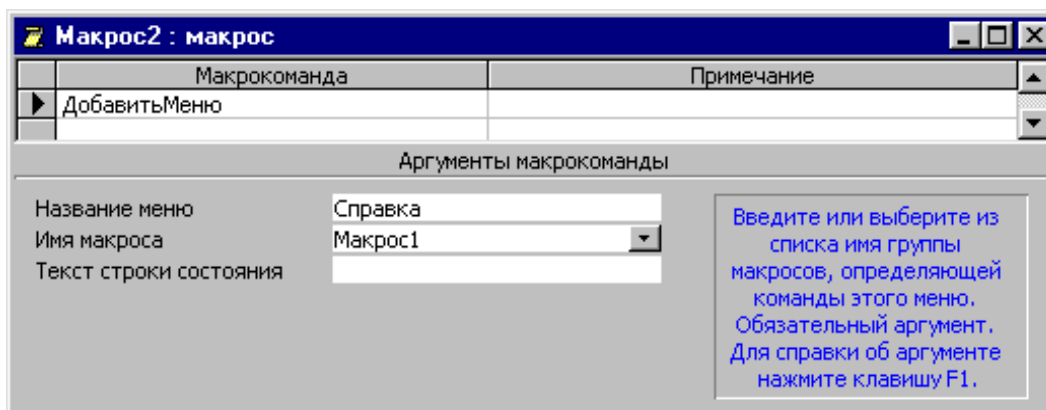 Макрос2 : макрос
Макрокоманда Примечание
ДобавитьМеню
Аргументы макрокоманды
Название меню Справка
Имя макроса Макрос1
Текст строки состояния
Введите или выберите из
списка имя группы
макросов, определяющей
команды этого меню.
Обязательный аргумент.
Для справки об аргументе
нажмите клавишу F1.